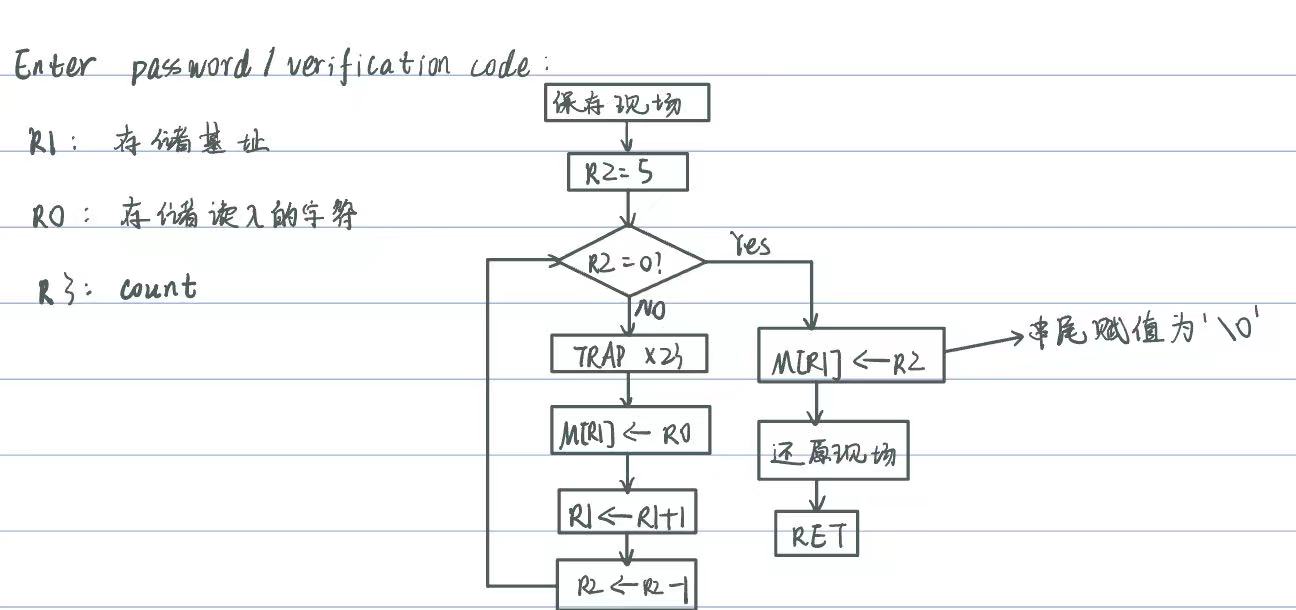 Enter password / verification code :
R1 : 存储基址
R0 : 存储读入的字符
R3 : count
保存现场
R2=5
R2=0?
Yes
NO
TRAP x23
M[R1] ← R0
R1 ← R1+1
R2 ← R2-1
M[R1] ← R2
串尾赋值为'\0'
还原现场
RET